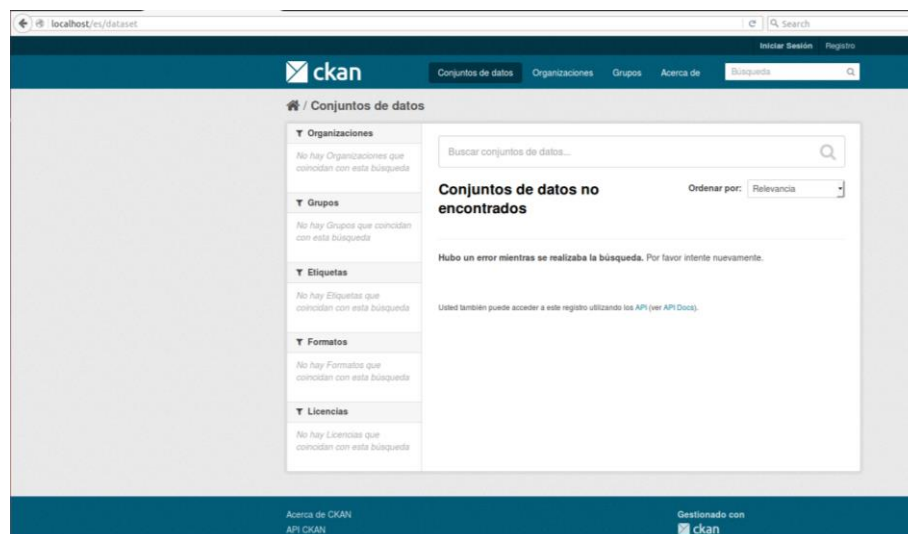 localhost/es/dataset
Search
Iniciar Sesión Registro
ckan
Conjuntos de datos Organizaciones Grupos Acerca de
Búsqueda
/ Conjuntos de datos
Organizaciones
No hay Organizaciones que
coincidan con esta búsqueda
Grupos
No hay Grupos que coincidan
con esta búsqueda
Etiquetas
No hay Etiquetas que
coincidan con esta búsqueda
Formatos
No hay Formatos que
coincidan con esta búsqueda
Licencias
No hay Licencias que
coincidan con esta búsqueda
Buscar conjuntos de datos...
Conjuntos de datos no
encontrados
Ordenar por: Relevancia
Hubo un error mientras se realizaba la búsqueda. Por favor intente nuevamente.
Usted también puede acceder a este registro utilizando los API (ver API Docs).
Acerca de CKAN
API CKAN
Gestionado con
ckan